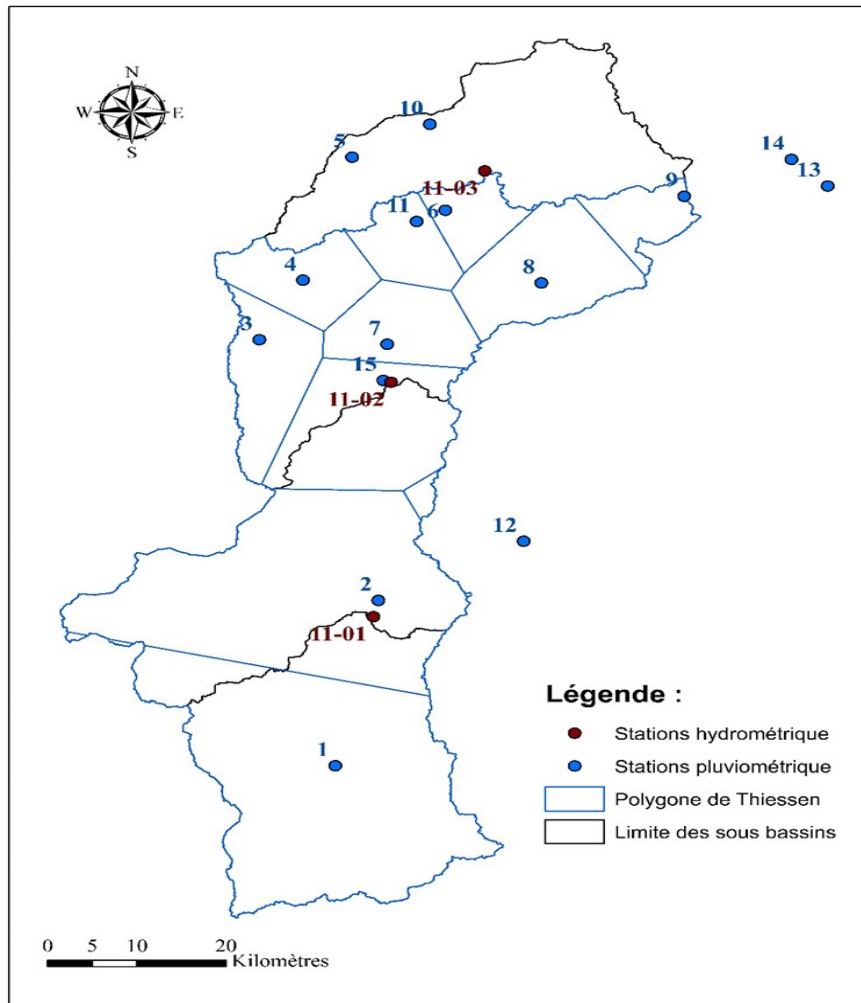 N
W E
S
10
5
14
13
11-03
9
11
6
4
8
3
7
15
11-02
12
2
11-01
1
Légende :
Stations hydrométrique
Stations pluviométrique
Polygone de Thiessen
Limite des sous bassins
0 5 10 20
Kilomètres